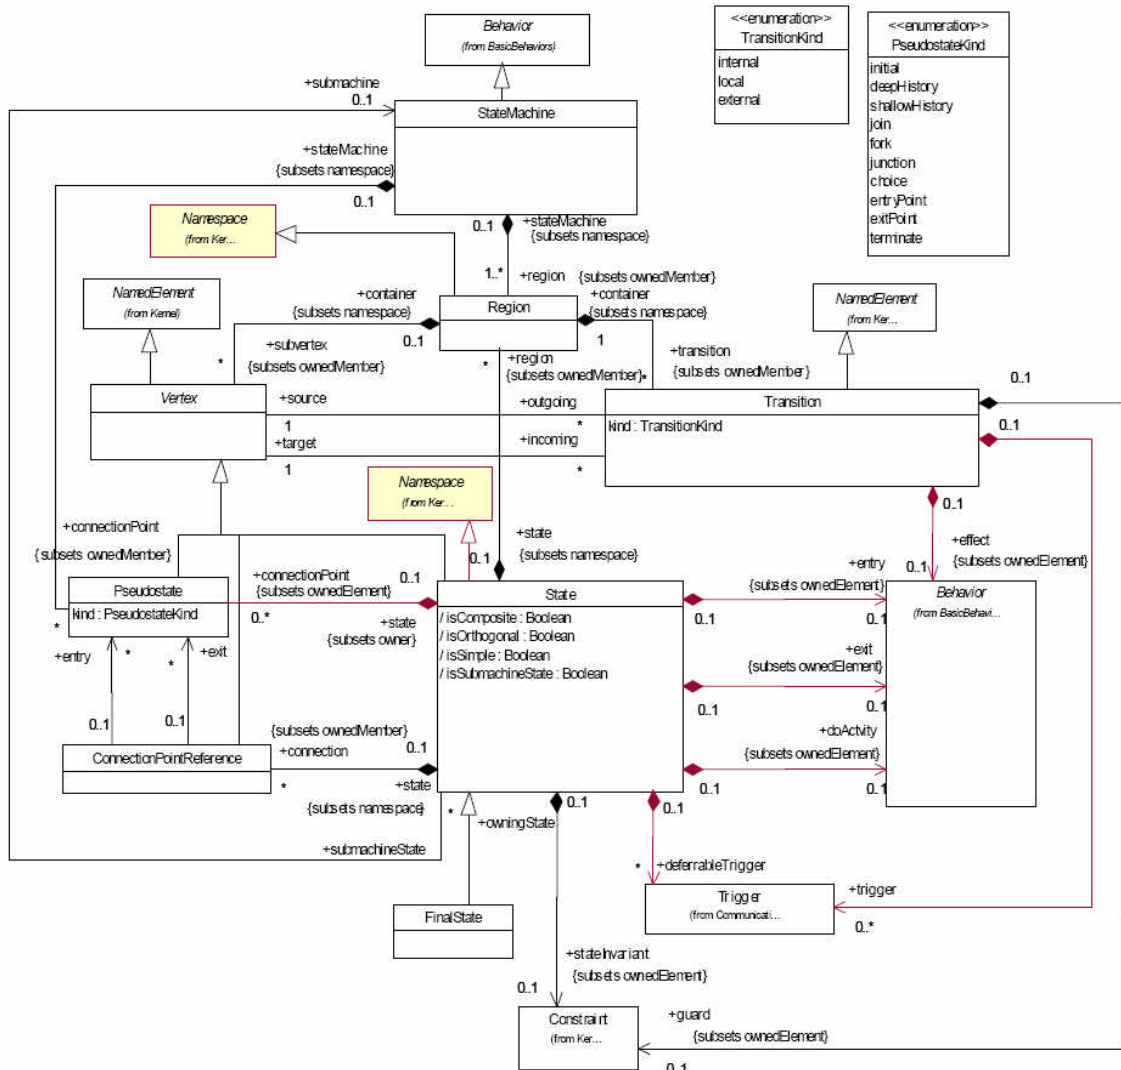 Behavior
(from BasicBehaviors)
<<enumeration>>
TransitionKind
internal
local
external
<<enumeration>>
PseudostateKind
initial
deepHistory
shallowHistory
join
fork
junction
choice
entryPoint
exitPoint
terminate
+submachine
0..1
StateMachine
+stateMachine
{subsets namespace}
0..1
Namespace
(from Ker...
0..1
+stateMachine
{subsets namespace}
1..*
+region
{subsets ownedMember}
NamedElement
(from Kernel)
+container
{subsets namespace}
0..1
Region
+container
{subsets namespace}
1
NamedElement
(from Ker...
+subvertex
{subsets ownedMember}
*
*
+region
{subsets ownedMember}
+transition
{subsets ownedMember}
*
Vertex
+source
1
+outgoing
*
+target
1
+incoming
*
Transition
kind : TransitionKind
0..1
0..1
0..1
Namespace
(from Ker...
0..1
+state
{subsets namespace}
+effect
{subsets ownedElement}
0..1
+connectionPoint
{subsets ownedMember}
Pseudostate
kind : PseudostateKind
*
+connectionPoint
{subsets ownedElement}
0..1
0..*
+state
{subsets owner}
State
/ isComposite : Boolean
/ isOrthogonal : Boolean
/ isSimple : Boolean
/ isSubmachineState : Boolean
+entry
{subsets ownedElement}
0..1
0..1
+exit
{subsets ownedElement}
0..1
0..1
+doActvity
{subsets ownedElement}
0..1
0..1
Behavior
(from BasicBehavi...
+entry
*
*
+exit
0..1
0..1
ConnectionPointReference
{subsets ownedMember}
+connection
0..1
*
+state
{subsets namespace}
*
+submachineState
0..1
+owningState
0..1
*
+deferrableTrigger
Trigger
(from Communicati...
+trigger
0..*
FinalState
+stateInvariant
{subsets ownedElement}
0..1
Constraint
(from Ker...
+guard
{subsets ownedElement}
0..1